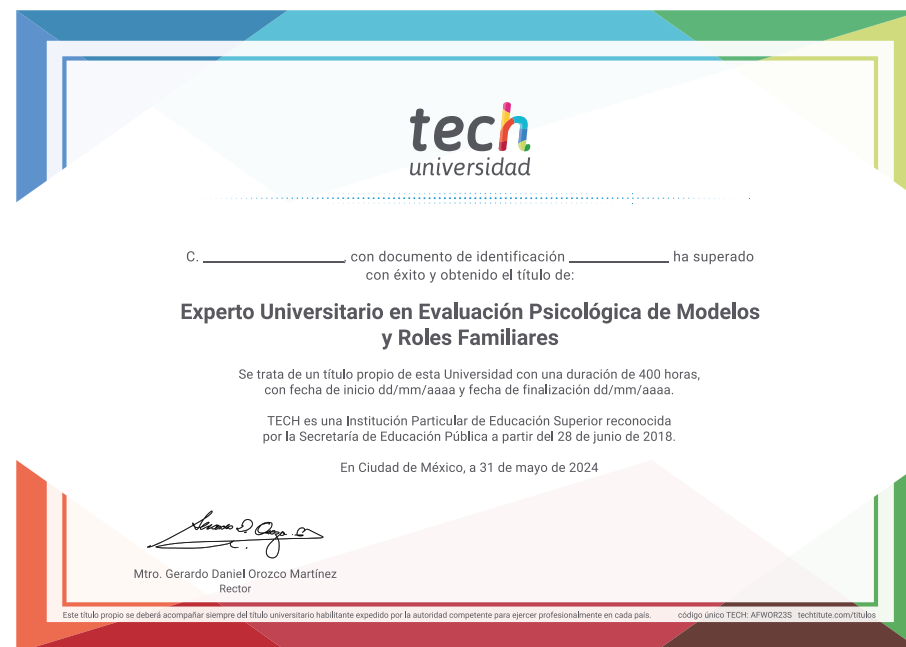 tech
universidad
C. ____________________, con documento de identificación ______________ ha superado
con éxito y obtenido el título de:
Experto Universitario en Evaluación Psicológica de Modelos
y Roles Familiares
Se trata de un título propio de esta Universidad con una duración de 400 horas,
con fecha de inicio dd/mm/aaaa y fecha de finalización dd/mm/aaaa.
TECH es una Institución Particular de Educación Superior reconocida
por la Secretaría de Educación Pública a partir del 28 de junio de 2018.
En Ciudad de México, a 31 de mayo de 2024
Mtro. Gerardo Daniel Orozco Martínez
Rector
Este título propio se deberá acompañar siempre del título universitario habilitante expedido por la autoridad competente para ejercer profesionalmente en cada país. código único TECH: AFWOR23S techtitute.com/titulos